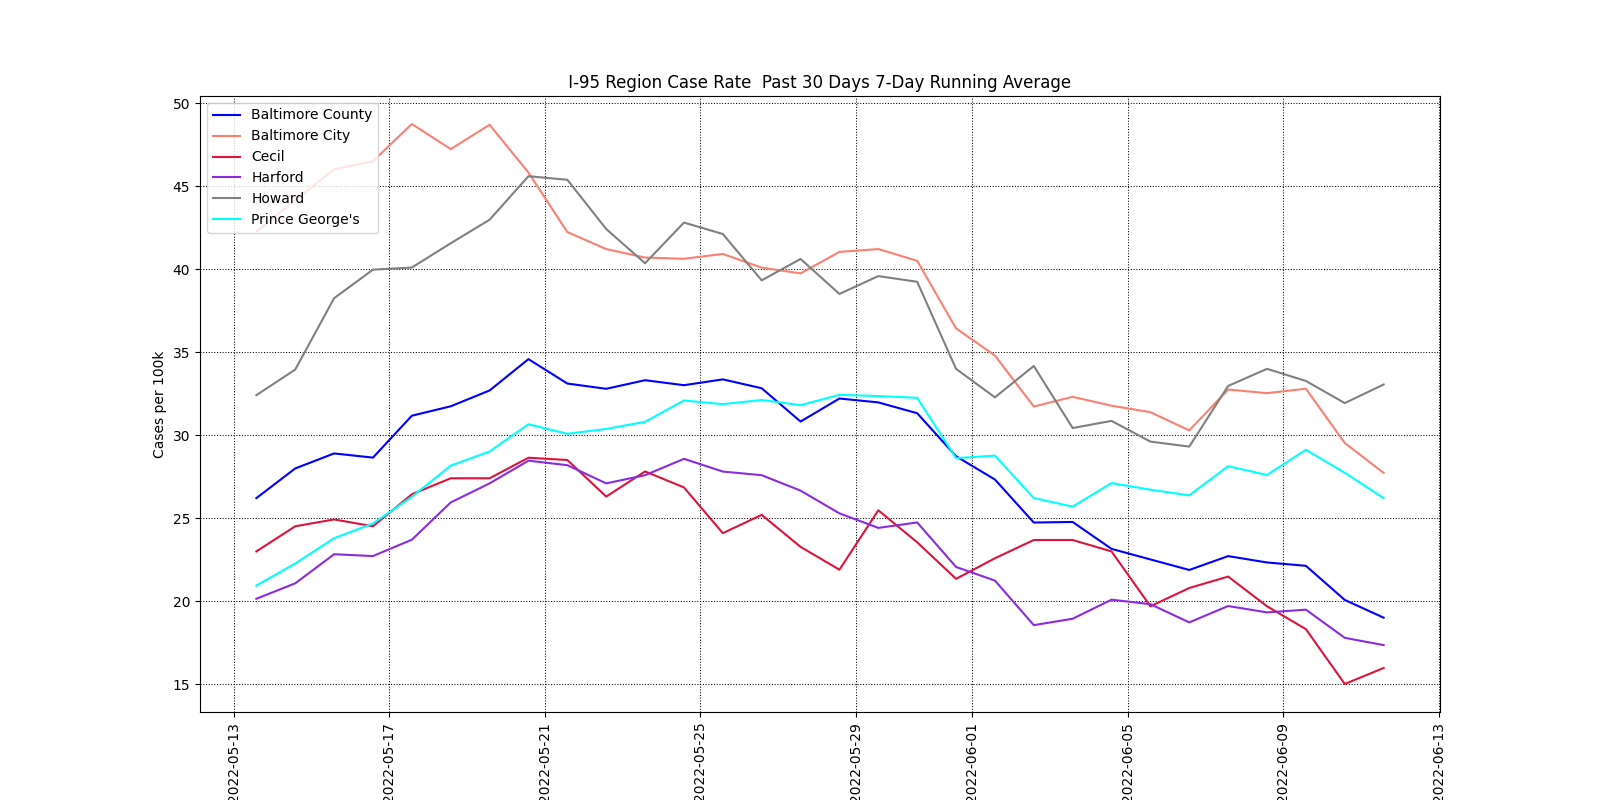 I-95 Region Case Rate  Past 30 Days 7-Day Running Average
Baltimore County
Baltimore City
Cecil
Harford
Howard
Prince George's
Cases per 100k
50
45
40
35
30
25
20
15
2022-05-13
2022-05-17
2022-05-21
2022-05-25
2022-05-29
2022-06-01
2022-06-05
2022-06-09
2022-06-13